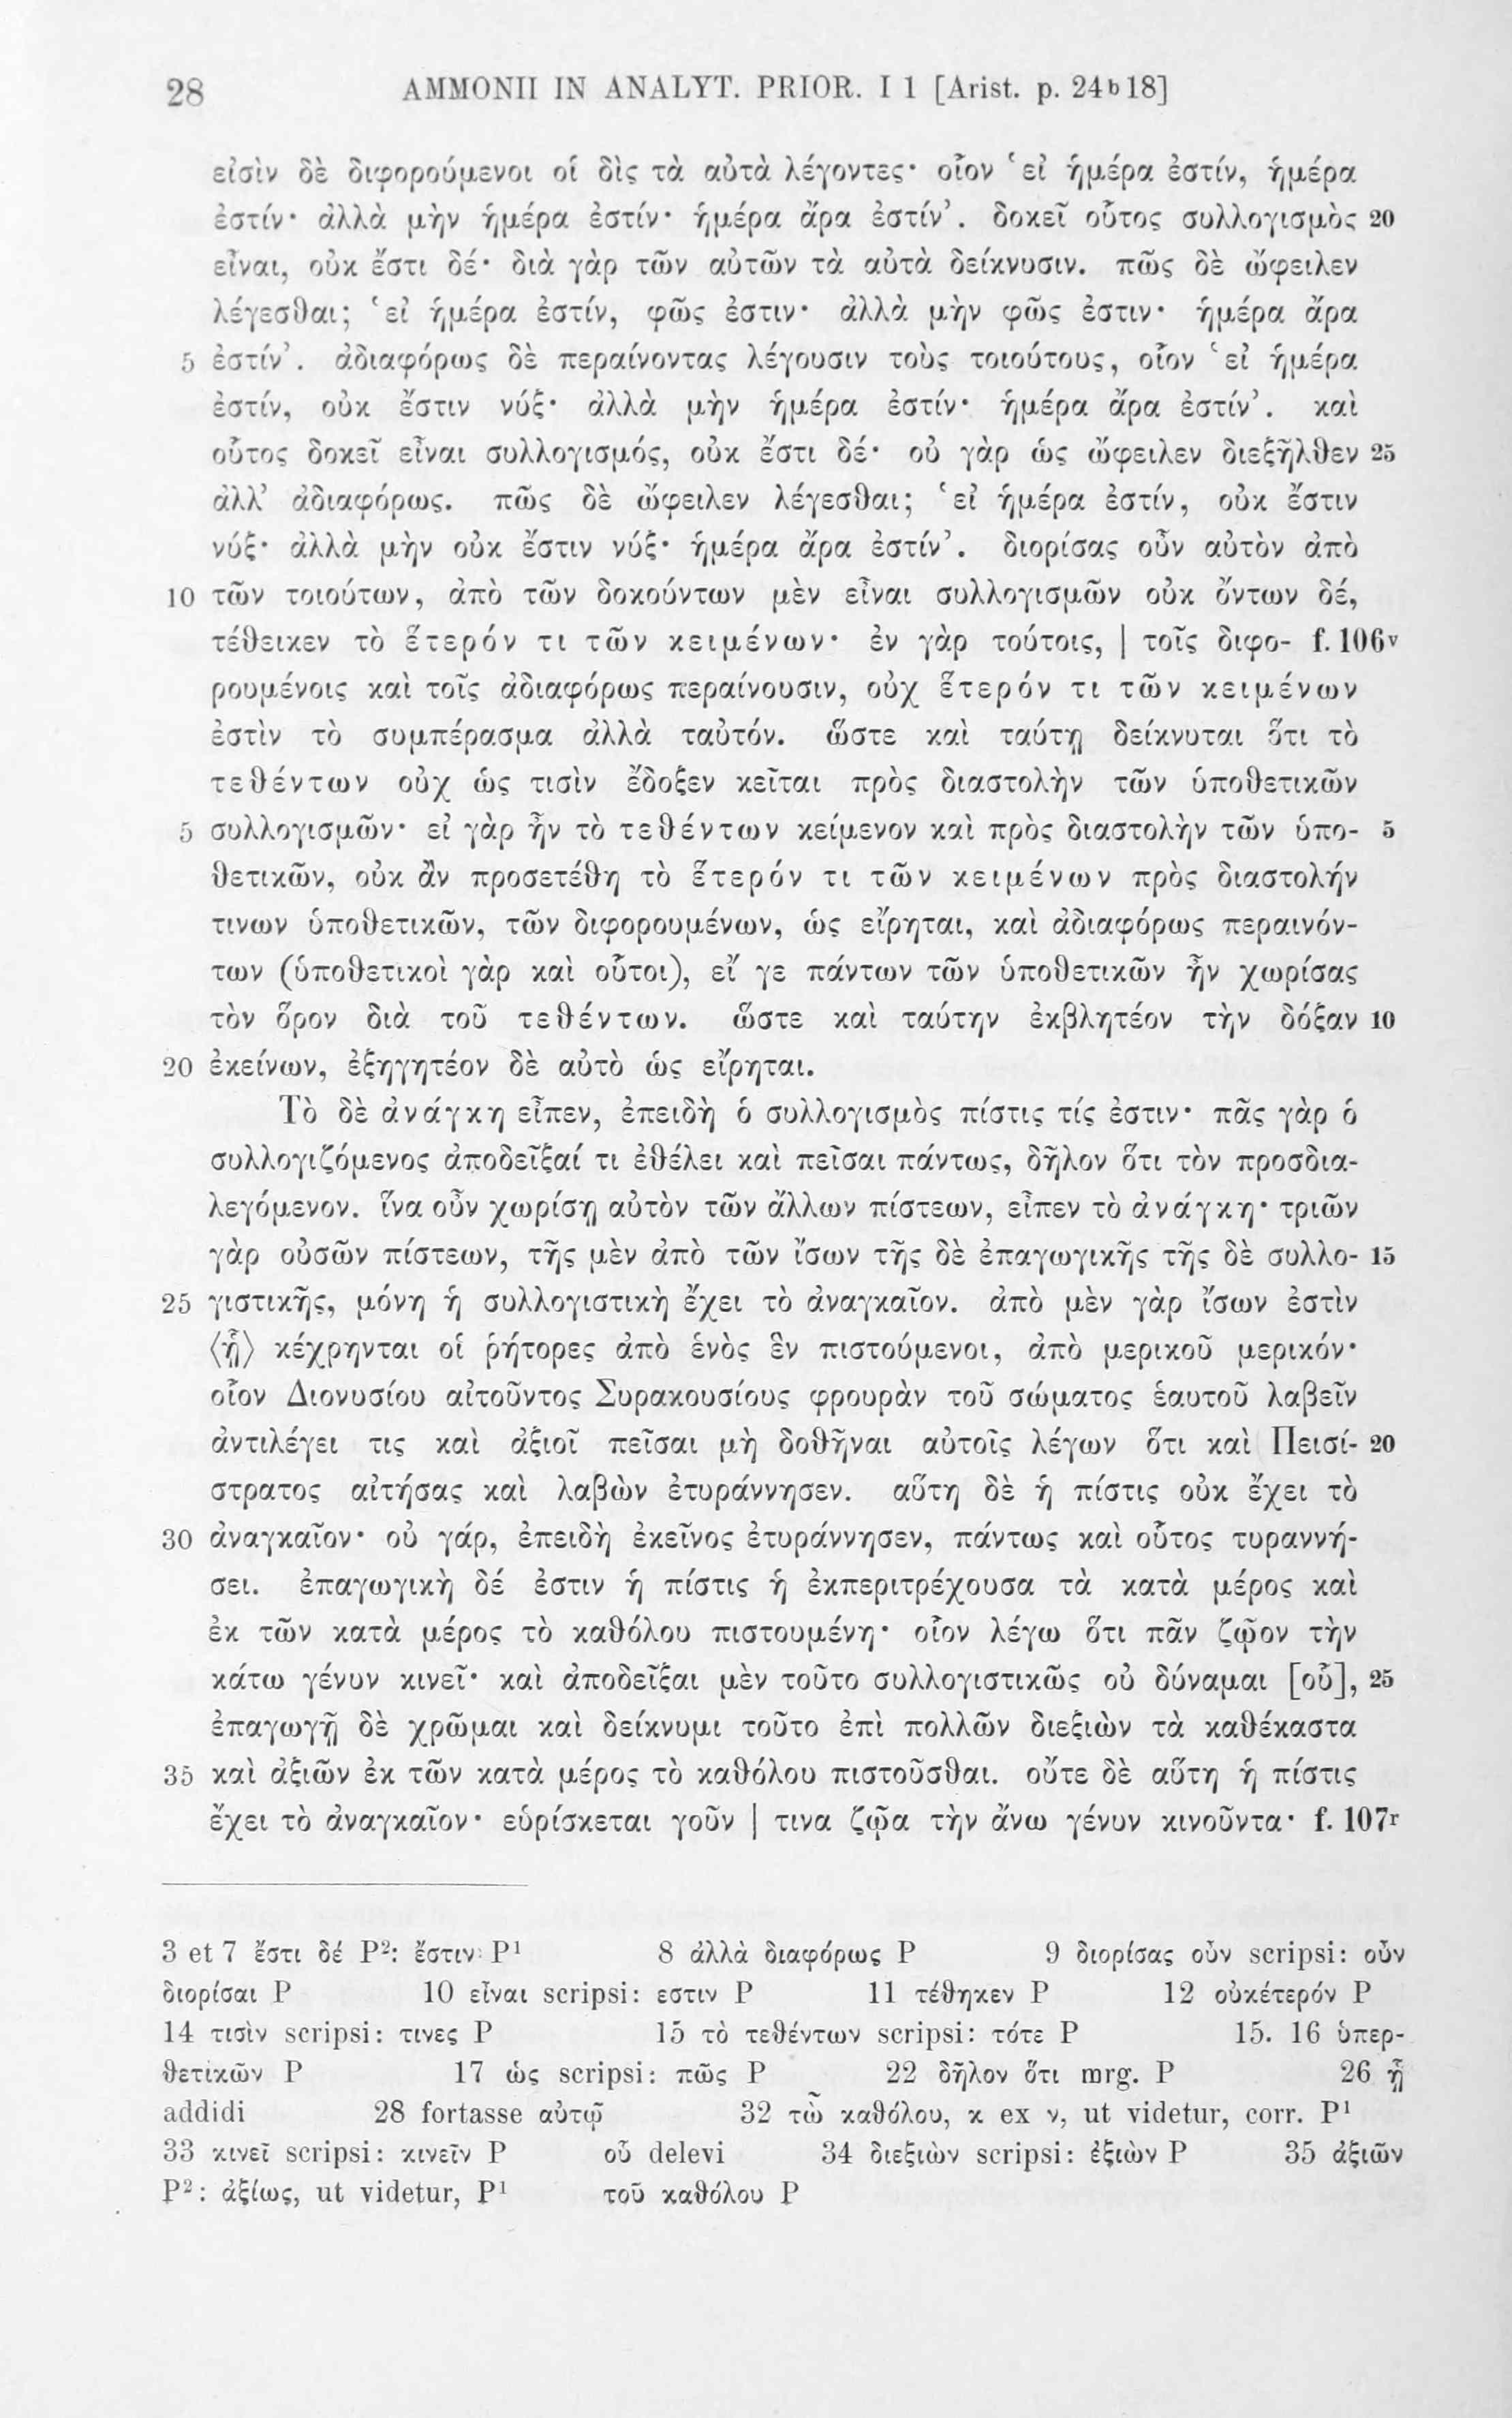 28 AMMONII IN ANALYT. PRIOR. I 1 [Arist. p. 24b18]
εἰσὶν δὲ διφορούμενοι οἱ δὶς τὰ αὐτὰ λέγοντες· οἷον ‛εἰ ἡμέρα ἐστίν, ἡμέρα
ἐστίν· ἀλλὰ μὴν ἡμέρα ἐστίν· ἡμέρα ἄρα ἐστίν’. δοκεῖ οὗτος συλλογισμὸς 20
εἶναι, οὐκ ἔστι δέ· διὰ γὰρ τῶν αὐτῶν τὰ αὐτὰ δείκνυσιν. πῶς δὲ ὤφειλεν
λέγεσθαι; ‛εἰ ἡμέρα ἐστίν, φῶς ἐστιν· ἀλλὰ μὴν φῶς ἐστιν· ἡμέρα ἄρα
5 ἐστίν’. ἀδιαφόρως δὲ περαίνοντας λέγουσιν τοὺς τοιούτους, οἷον ‛εἰ ἡμέρα
ἐστίν, οὐκ ἔστιν νύξ· ἀλλὰ μὴν ἡμέρα ἐστίν· ἡμέρα ἄρα ἐστίν’. καὶ
οὗτος δοκεῖ εἶναι συλλογισμός, οὐκ ἔστι δέ· οὐ γὰρ ὡς ὤφειλεν διεξῆλθεν 25
ἀλλ’ ἀδιαφόρως. πῶς δὲ ὤφειλεν λέγεσθαι; ‛εἰ ἡμέρα ἐστίν, οὐκ ἔστιν
νύξ· ἀλλὰ μὴν οὐκ ἔστιν νύξ· ἡμέρα ἄρα ἐστίν’. διορίσας οὖν αὐτὸν ἀπὸ
10 τῶν τοιούτων, ἀπὸ τῶν δοκούντων μὲν εἶναι συλλογισμῶν οὐκ ὄντων δέ,
τέθεικεν τὸ ἕτερόν τι τῶν κειμένων· ἐν γὰρ τούτοις, | τοῖς διφο- f. 106v
ρουμένοις καὶ τοῖς ἀδιαφόρως περαίνουσιν, οὐχ ἕτερόν τι τῶν κειμένων
ἐστὶν τὸ συμπέρασμα ἀλλὰ ταὐτόν. ὥστε καὶ ταύτῃ δείκνυται ὅτι τὸ
τεθέντων οὐχ ὡς τισὶν ἔδοξεν κεῖται πρὸς διαστολὴν τῶν ὑποθετικῶν
5 συλλογισμῶν· εἰ γὰρ ἦν τὸ τεθέντων κείμενον καὶ πρὸς διαστολὴν τῶν ὑπο- 5
θετικῶν, οὐκ ἂν προσετέθη τὸ ἕτερόν τι τῶν κειμένων πρὸς διαστολήν
τινων ὑποθετικῶν, τῶν διφορουμένων, ὡς εἴρηται, καὶ ἀδιαφόρως περαινόν-
των (ὑποθετικοὶ γὰρ καὶ οὗτοι), εἴ γε πάντων τῶν ὑποθετικῶν ἦν χωρίσας
τὸν ὅρον διὰ τοῦ τεθέντων. ὥστε καὶ ταύτην ἐκβλητέον τὴν δόξαν 10
20 ἐκείνων, ἐξηγητέον δὲ αὐτὸ ὡς εἴρηται.
Τὸ δὲ ἀνάγκη εἶπεν, ἐπειδὴ ὁ συλλογισμὸς πίστις τίς ἐστιν· πᾶς γὰρ ὁ
συλλογιζόμενος ἀποδεῖξαί τι ἐθέλει καὶ πεῖσαι πάντως, δῆλον ὅτι τὸν προσδια-
λεγόμενον. ἵνα οὖν χωρίσῃ αὐτὸν τῶν ἄλλων πίστεων, εἶπεν τὸ ἀνάγκη· τριῶν
γὰρ οὐσῶν πίστεων, τῆς μὲν ἀπὸ τῶν ἴσων τῆς δὲ ἐπαγωγικῆς τῆς δὲ συλλο- 15
25 γιστικῆς, μόνη ἡ συλλογιστικὴ ἔχει τὸ ἀναγκαῖον. ἀπὸ μὲν γὰρ ἴσων ἐστὶν
⟨ᾗ⟩ κέχρηνται οἱ ῥήτορες ἀπὸ ἑνὸς ἓν πιστούμενοι, ἀπὸ μερικοῦ μερικόν·
οἷον Διονυσίου αἰτοῦντος Συρακουσίους φρουρὰν τοῦ σώματος ἑαυτοῦ λαβεῖν
ἀντιλέγει τις καὶ ἀξιοῖ πεῖσαι μὴ δοθῆναι αὐτοῖς λέγων ὅτι καὶ Πεισί- 20
στρατος αἰτήσας καὶ λαβὼν ἐτυράννησεν. αὕτη δὲ ἡ πίστις οὐκ ἔχει τὸ
30 ἀναγκαῖον· οὐ γάρ, ἐπειδὴ ἐκεῖνος ἐτυράννησεν, πάντως καὶ οὗτος τυραννή-
σει. ἐπαγωγικὴ δέ ἐστιν ἡ πίστις ἡ ἐκπεριτρέχουσα τὰ κατὰ μέρος καὶ
ἐκ τῶν κατὰ μέρος τὸ καθόλου πιστουμένη· οἷον λέγω ὅτι πᾶν ζῷον τὴν
κάτω γένυν κινεῖ· καὶ ἀποδεῖξαι μὲν τοῦτο συλλογιστικῶς οὐ δύναμαι [οὗ], 25
ἐπαγωγῇ δὲ χρῶμαι καὶ δείκνυμι τοῦτο ἐπὶ πολλῶν διεξιὼν τὰ καθέκαστα
35 καὶ ἀξιῶν ἐκ τῶν κατὰ μέρος τὸ καθόλου πιστοῦσθαι. οὔτε δὲ αὕτη ἡ πίστις
ἔχει τὸ ἀναγκαῖον· εὑρίσκεται γοῦν | τινα ζῷα τὴν ἄνω γένυν κινοῦντα· f. 107r
3 et 7 ἔστι δέ P²: ἔστιν P¹ 8 ἀλλὰ διαφόρως P 9 διορίσας οὖν scripsi: οὖν
διορίσαι P 10 εἶναι scripsi: εστιν P 11 τέθηκεν P 12 οὐκέτερόν P
14 τισὶν scripsi: τινες P 15 τὸ τεθέντων scripsi: τότε P 15. 16 ὑπερ-
θετικῶν P 17 ὡς scripsi: πῶς P 22 δῆλον ὅτι mrg. P 26 ᾗ
addidi 28 fortasse αὐτῷ 32 τῶ καθόλου, κ ex ν, ut videtur, corr. P¹
33 κινεῖ scripsi: κινεῖν P οὗ delevi 34 διεξιὼν scripsi: ἐξιὼν P 35 ἀξιῶν
P²: ἀξίως, ut videtur, P¹ τοῦ καθόλου P